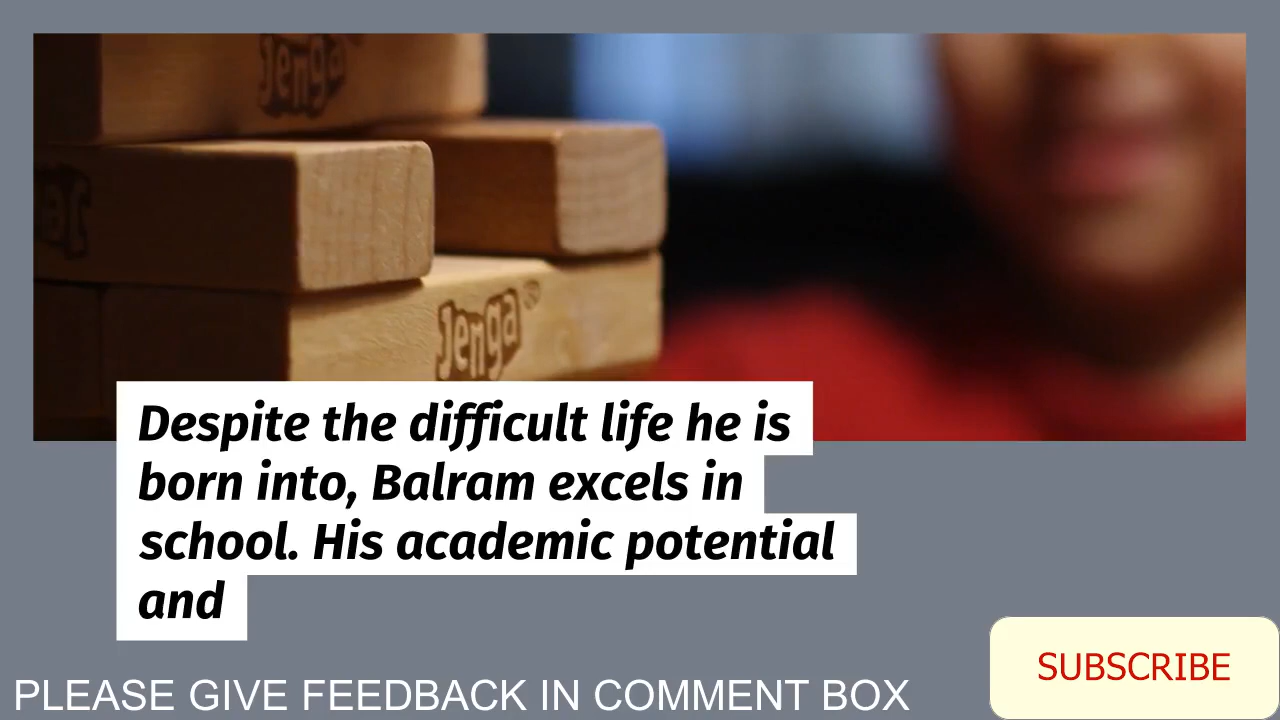 Jenga
Jenga®
Despite the difficult life he is
born into, Balram excels in
school. His academic potential
and
SUBSCRIBE
PLEASE GIVE FEEDBACK IN COMMENT BOX